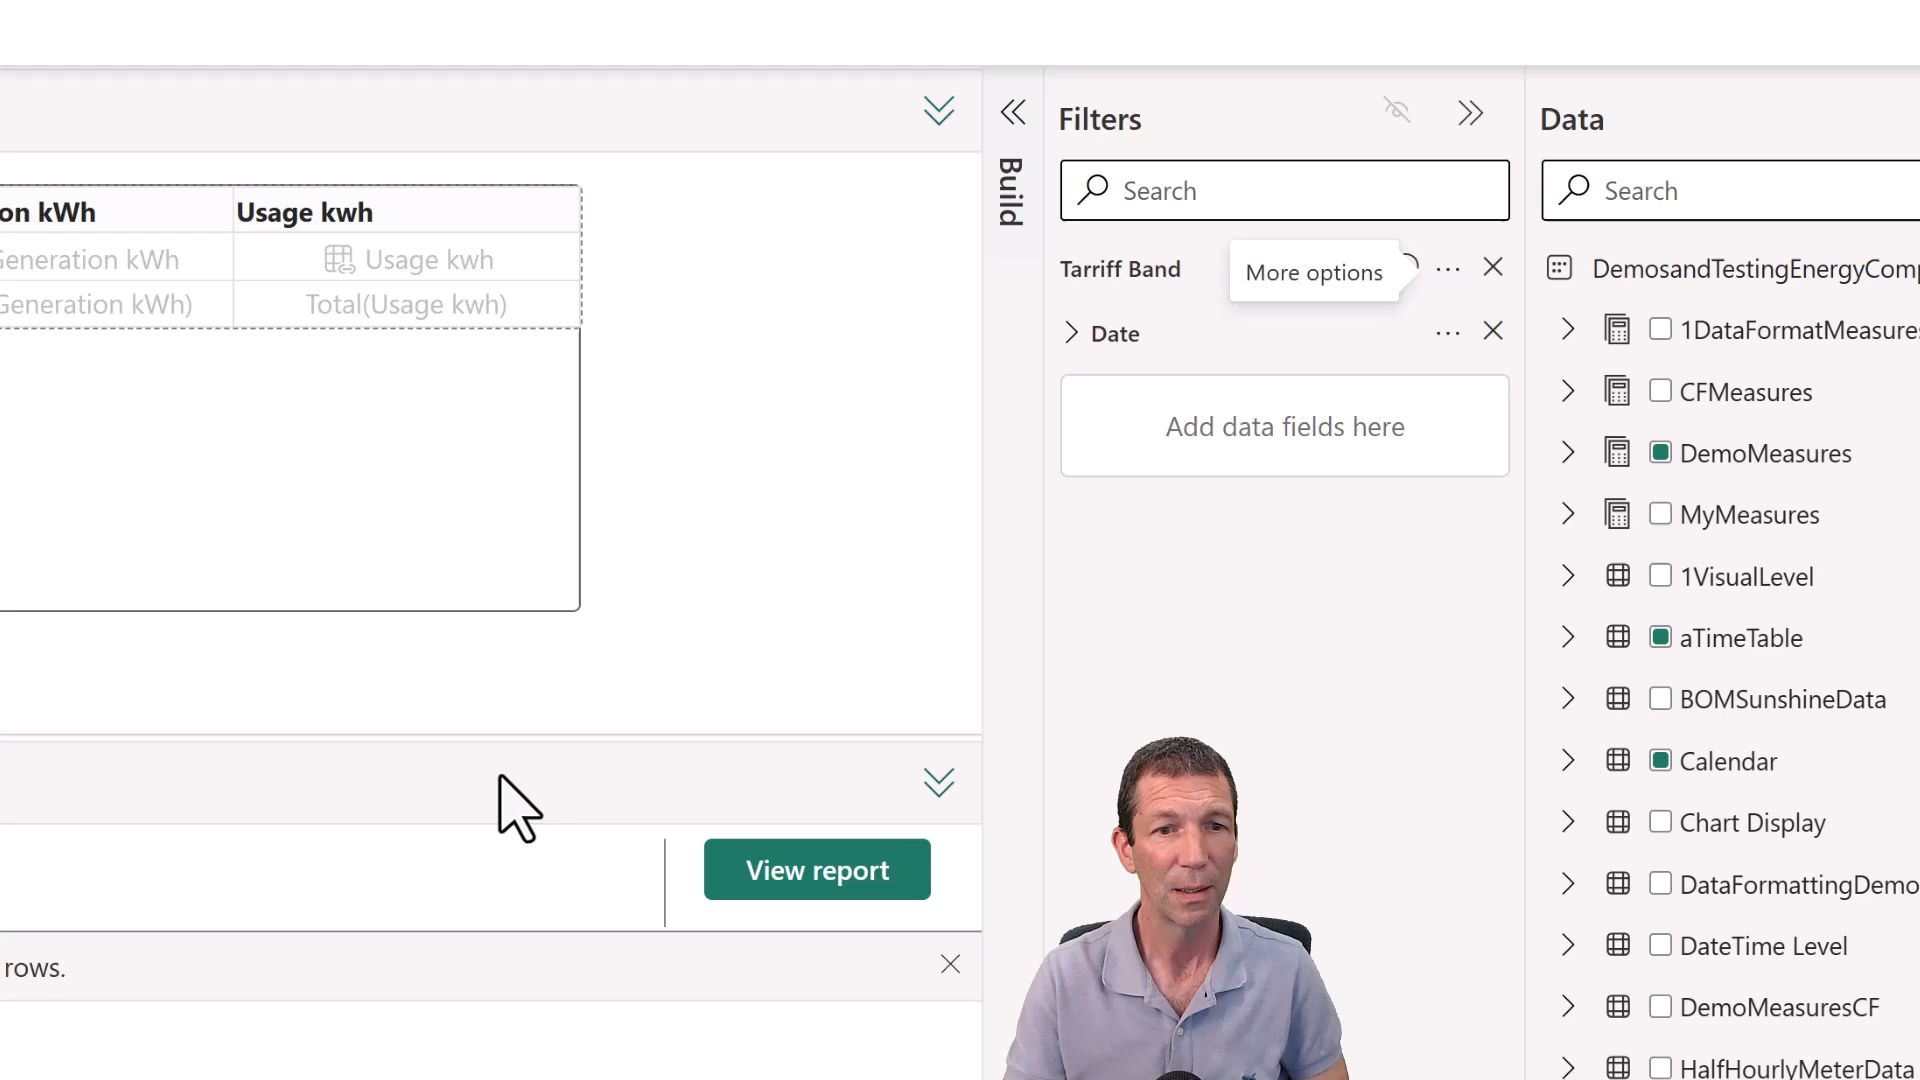 on kWh
Usage kwh
Generation kWh
Usage kwh
Generation kWh)
Total(Usage kwh)
View report
rows.
Build
Filters
Search
Tarriff Band
More options
Date
Add data fields here
Data
Search
DemosandTestingEnergyComp
1DataFormatMeasures
CFMeasures
DemoMeasures
MyMeasures
1VisualLevel
aTimeTable
BOMSunshineData
Calendar
Chart Display
DataFormattingDemo
DateTime Level
DemoMeasuresCF
HalfHourlyMeterData